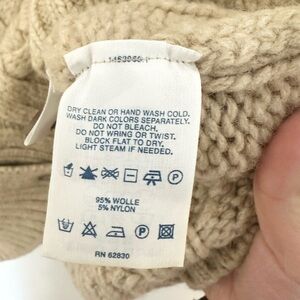 DRY CLEAN OR HAND WASH COLD.
WASH DARK COLORS SEPARATELY.
DO NOT BLEACH.
DO NOT WRING OR TWIST.
BLOCK FLAT TO DRY.
LIGHT STEAM IF NEEDED.
P
95% WOLLE
5% NYLON
A P
RN 62830